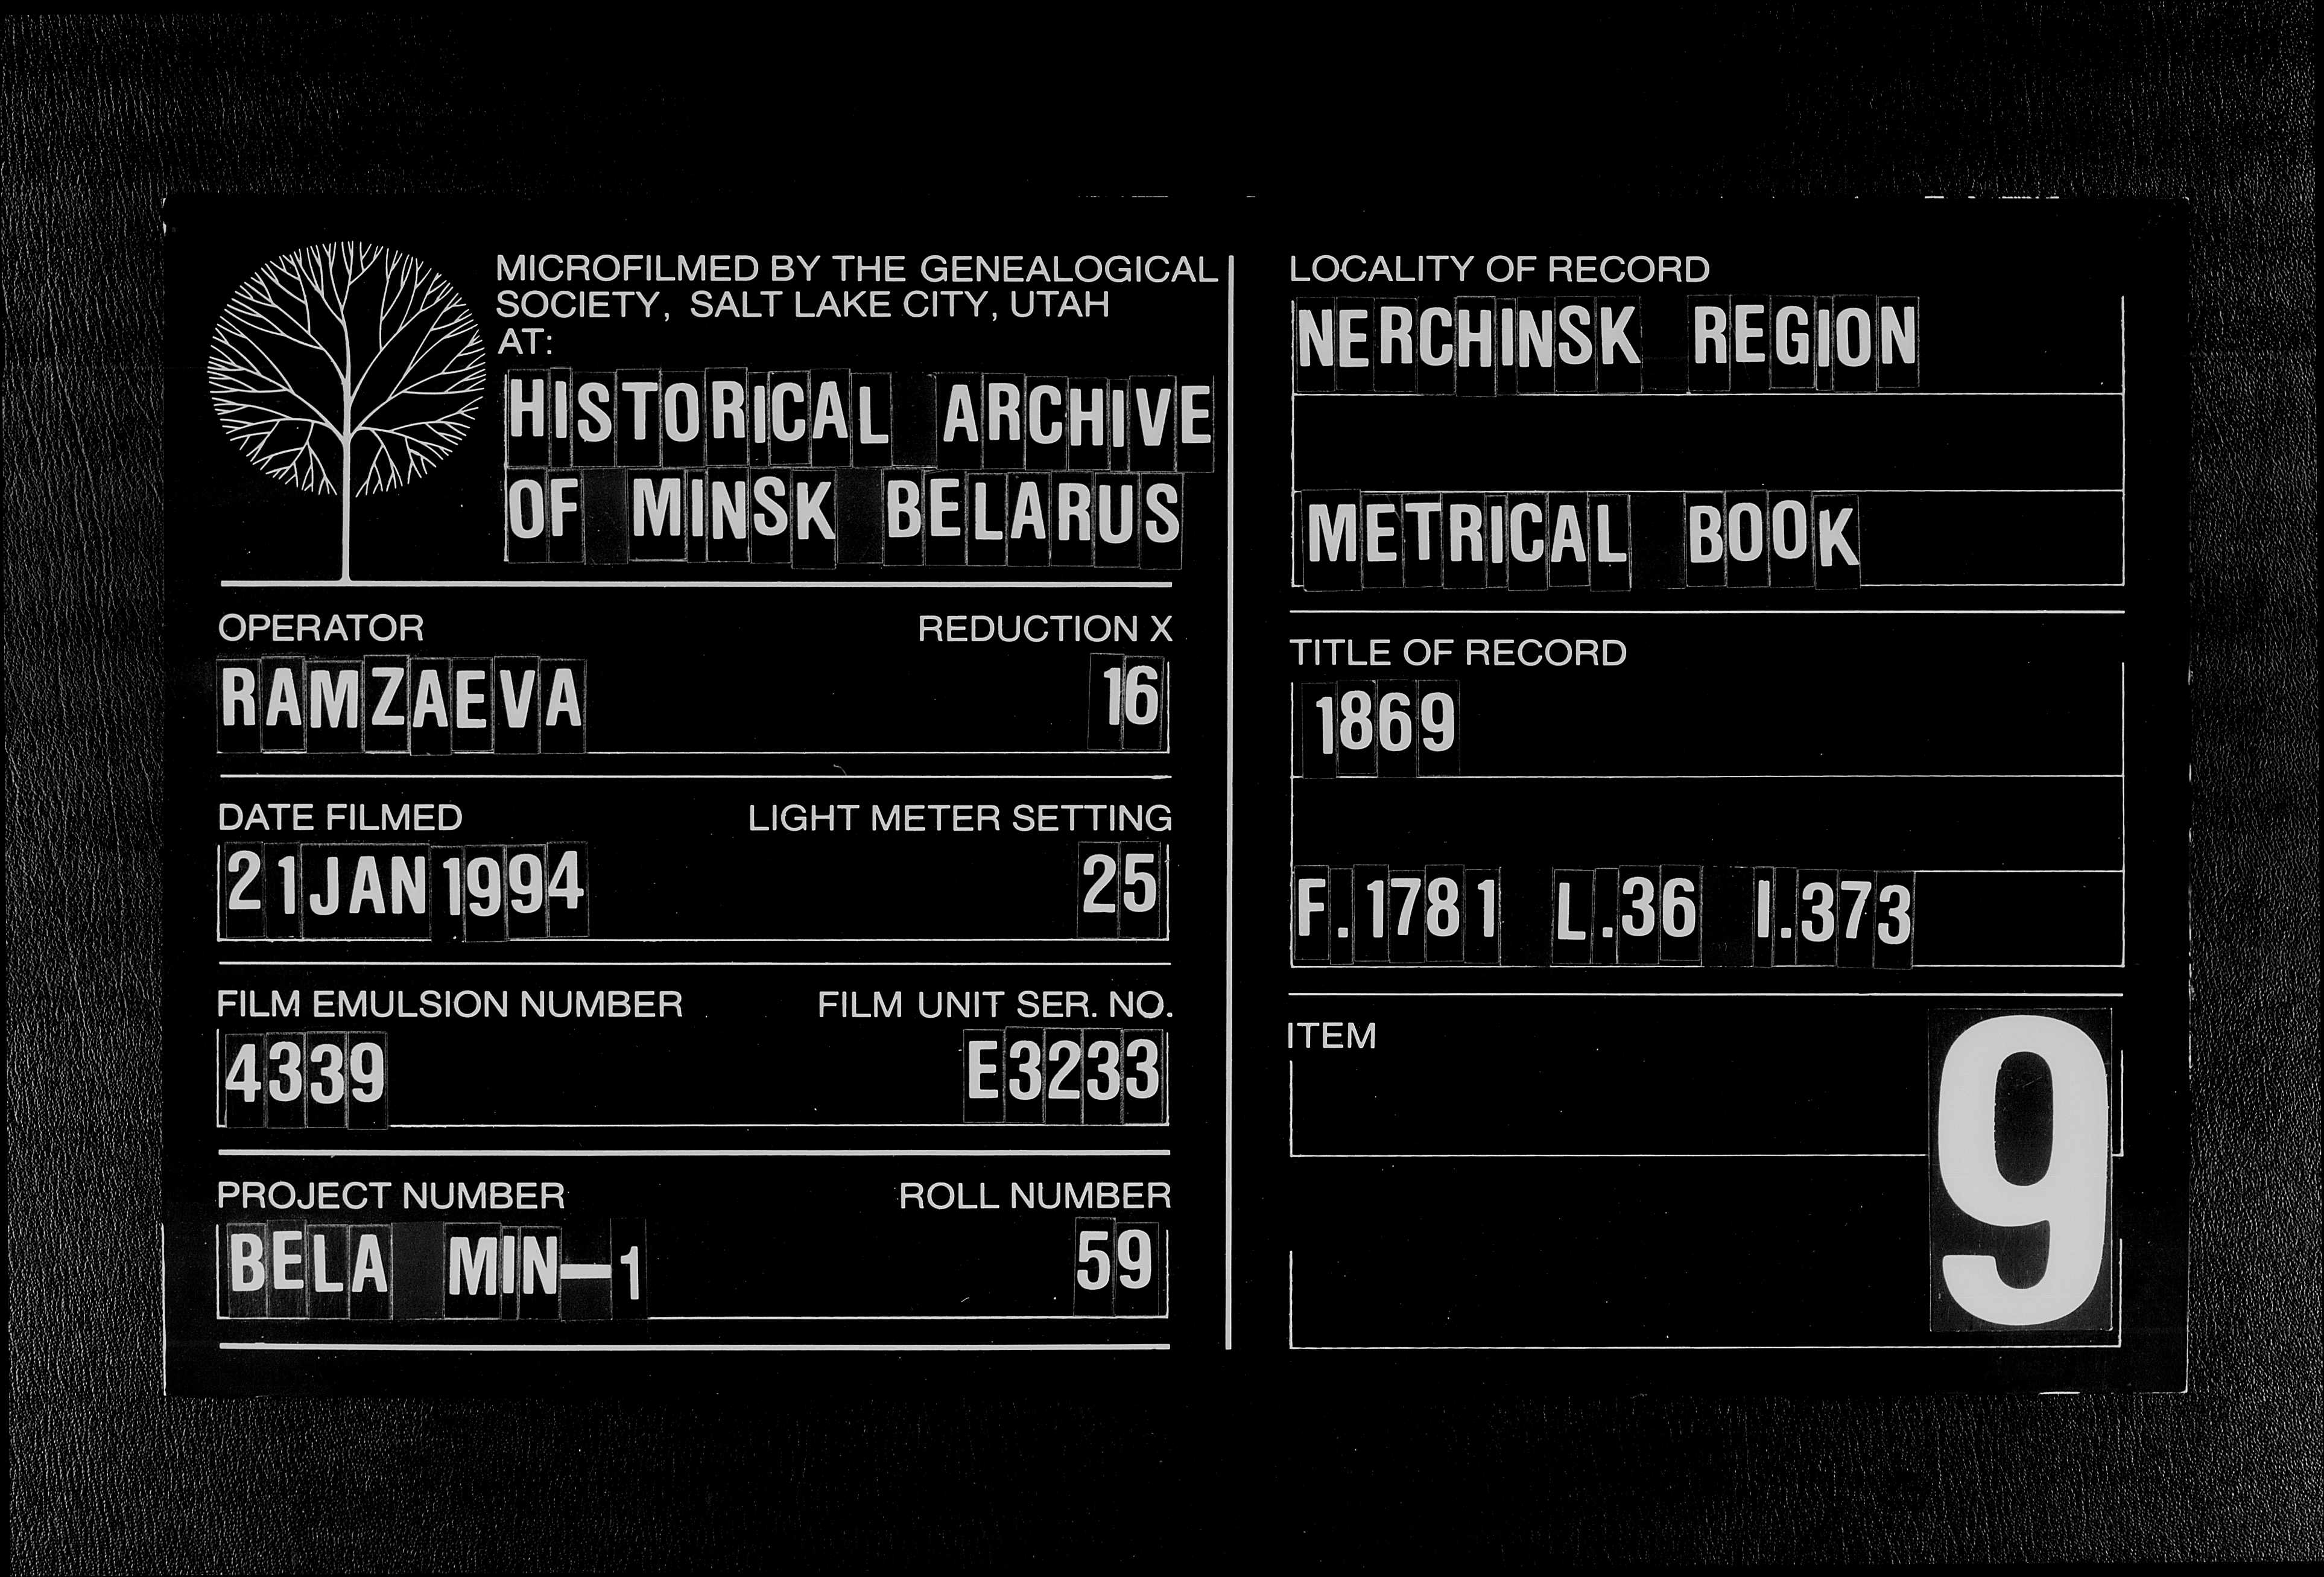 MICROFILMED BY THE GENEALOGICAL
SOCIETY, SALT LAKE CITY, UTAH
AT:
HISTORICAL ARCHIVE
OF MINSK BELARUS
OPERATOR REDUCTION X
RAMZAEVA 16
DATE FILMED LIGHT METER SETTING
21 JAN 1994 25
FILM EMULSION NUMBER FILM UNIT SER. NO.
4339 E3233
PROJECT NUMBER ROLL NUMBER
BELA MIN-1 59
LOCALITY OF RECORD
NERCHINSK REGION
METRICAL BOOK
TITLE OF RECORD
1869
F.1781 L.36 I.373
ITEM
9